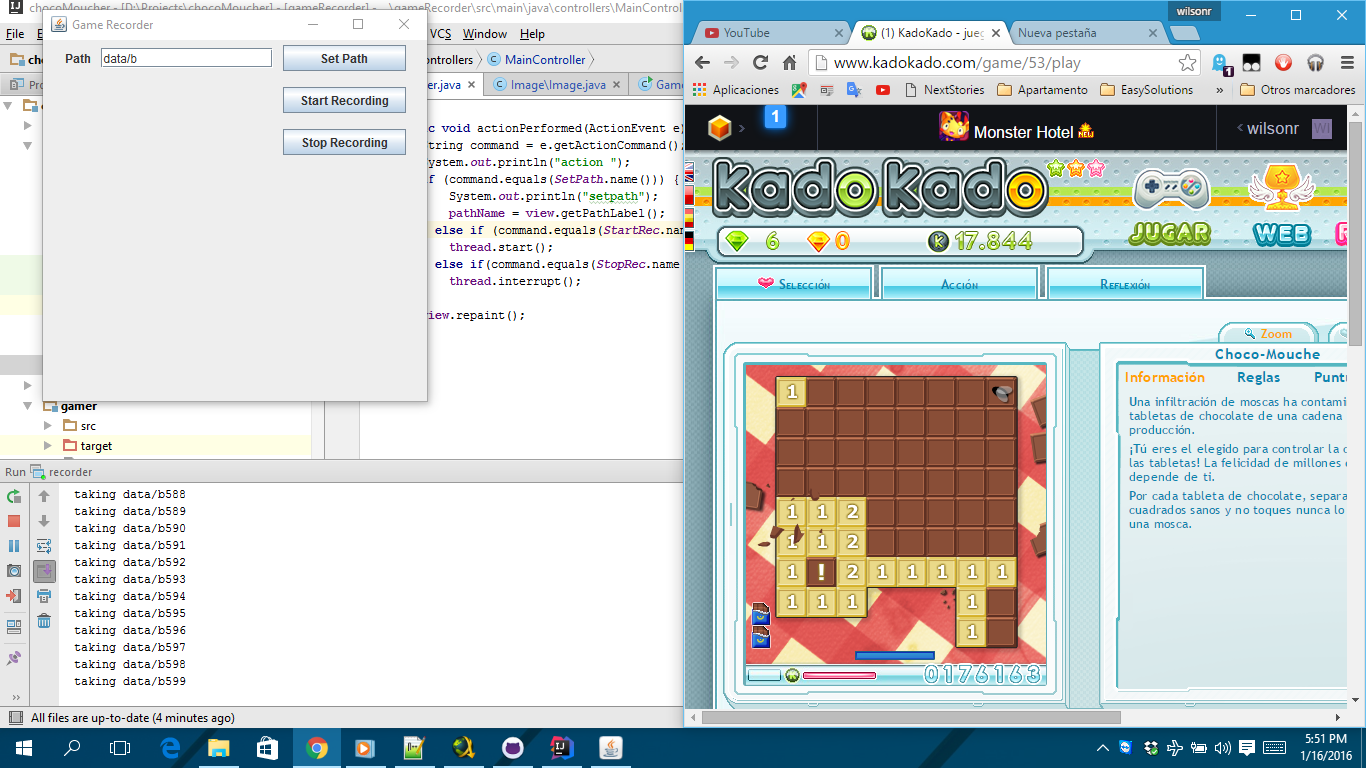 chocoMoucher - [D:\Projects\chocoMoucher] - [gameRecorder] - ...\gameRecorder\src\main\java\controllers\MainControl
Game Recorder
Path data/b Set Path
Start Recording
Stop Recording
File VCS Window Help
MainController
Image\Image.java
c void actionPerformed(ActionEvent e)
tring command = e.getActionCommand();
ystem.out.println("action ");
f (command.equals(SetPath.name())) {
System.out.println("setpath");
pathName = view.getPathLabel();
else if (command.equals(StartRec.na
thread.start();
else if(command.equals(StopRec.name
thread.interrupt();
iew.repaint();
gamer
src
target
Run recorder
taking data/b588
taking data/b589
taking data/b590
taking data/b591
taking data/b592
taking data/b593
taking data/b594
taking data/b595
taking data/b596
taking data/b597
taking data/b598
taking data/b599
All files are up-to-date (4 minutes ago)
wilsonr
YouTube (1) KadoKado - jueg Nueva pestaña
www.kadokado.com/game/53/play 1
Aplicaciones NextStories Apartamento EasySolutions » Otros marcadores
1 Monster Hotel NEW wilsonr WI
kadokado
6 0 K 17.844
JUGAR WEB
Selección Acción Reflexión
Zoom
Choco-Mouche
Información Reglas Puntu
Una infiltración de moscas ha contami
tabletas de chocolate de una cadena
producción.
¡Tú eres el elegido para controlar la c
las tabletas! La felicidad de millones
depende de ti.
Por cada tableta de chocolate, separa
cuadrados sanos y no toques nunca lo
una mosca.
1
1 1 2
1 1 2
1 ! 2 1 1 1 1 1
1 1 1 1
1
0176163
5:51 PM
1/16/2016